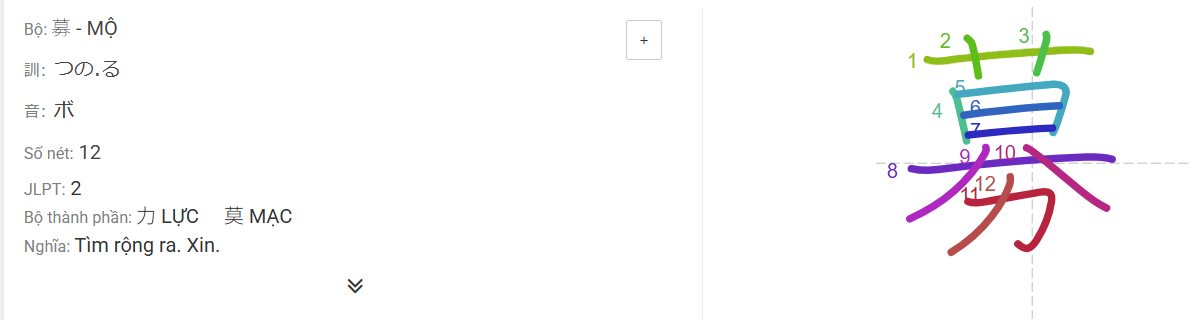 Bộ: 募 - MỘ
+
訓: つの.る
音: ボ
Số nét: 12
JLPT: 2
Bộ thành phần: 力 LỰC 莫 MẠC
Nghĩa: Tìm rộng ra. Xin.
1 2 3
4 5
6
7
8 9 10
11 12
募